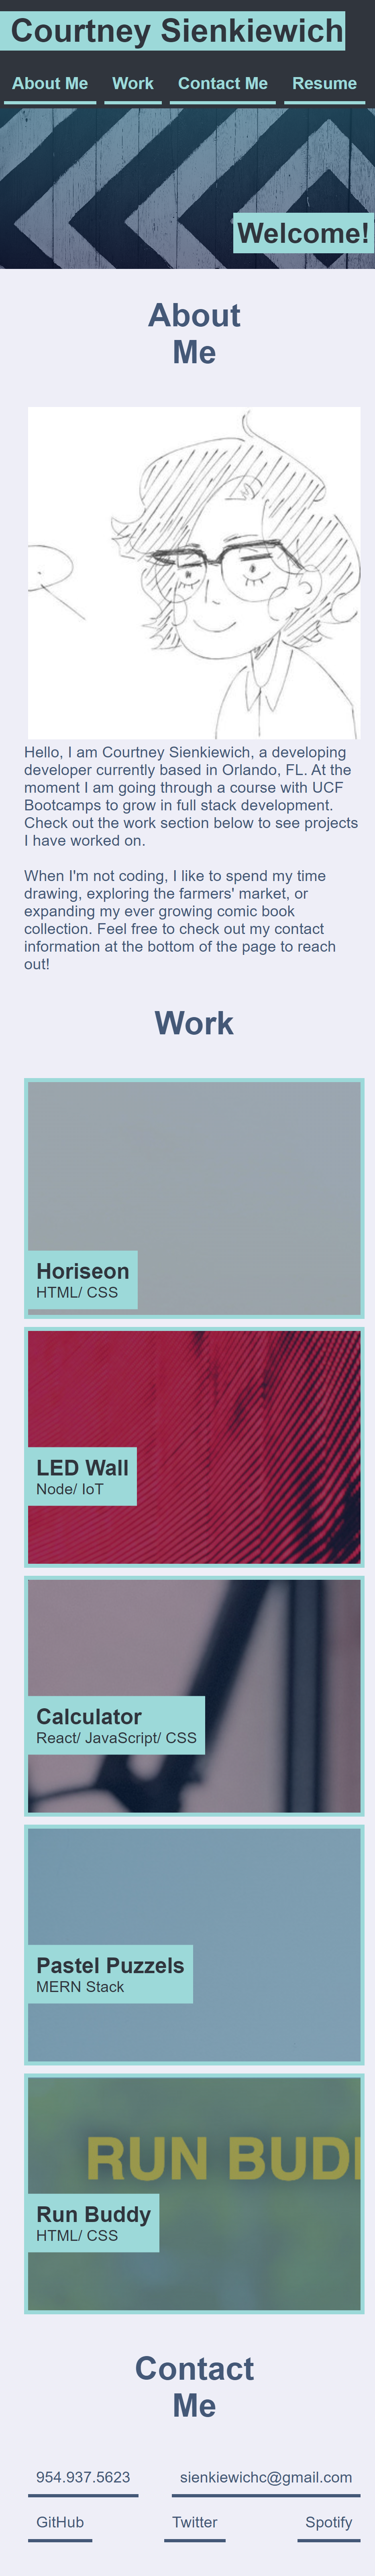 Courtney Sienkiewich
About Me Work Contact Me Resume
Welcome!
About
Me
Hello, I am Courtney Sienkiewich, a developing
developer currently based in Orlando, FL. At the
moment I am going through a course with UCF
Bootcamps to grow in full stack development.
Check out the work section below to see projects
I have worked on.
When I'm not coding, I like to spend my time
drawing, exploring the farmers' market, or
expanding my ever growing comic book
collection. Feel free to check out my contact
information at the bottom of the page to reach
out!
Work
Horiseon
HTML/ CSS
LED Wall
Node/ IoT
Calculator
React/ JavaScript/ CSS
Pastel Puzzels
MERN Stack
RUN BUDD
Run Buddy
HTML/ CSS
Contact
Me
954.937.5623 sienkiewichc@gmail.com
GitHub Twitter Spotify